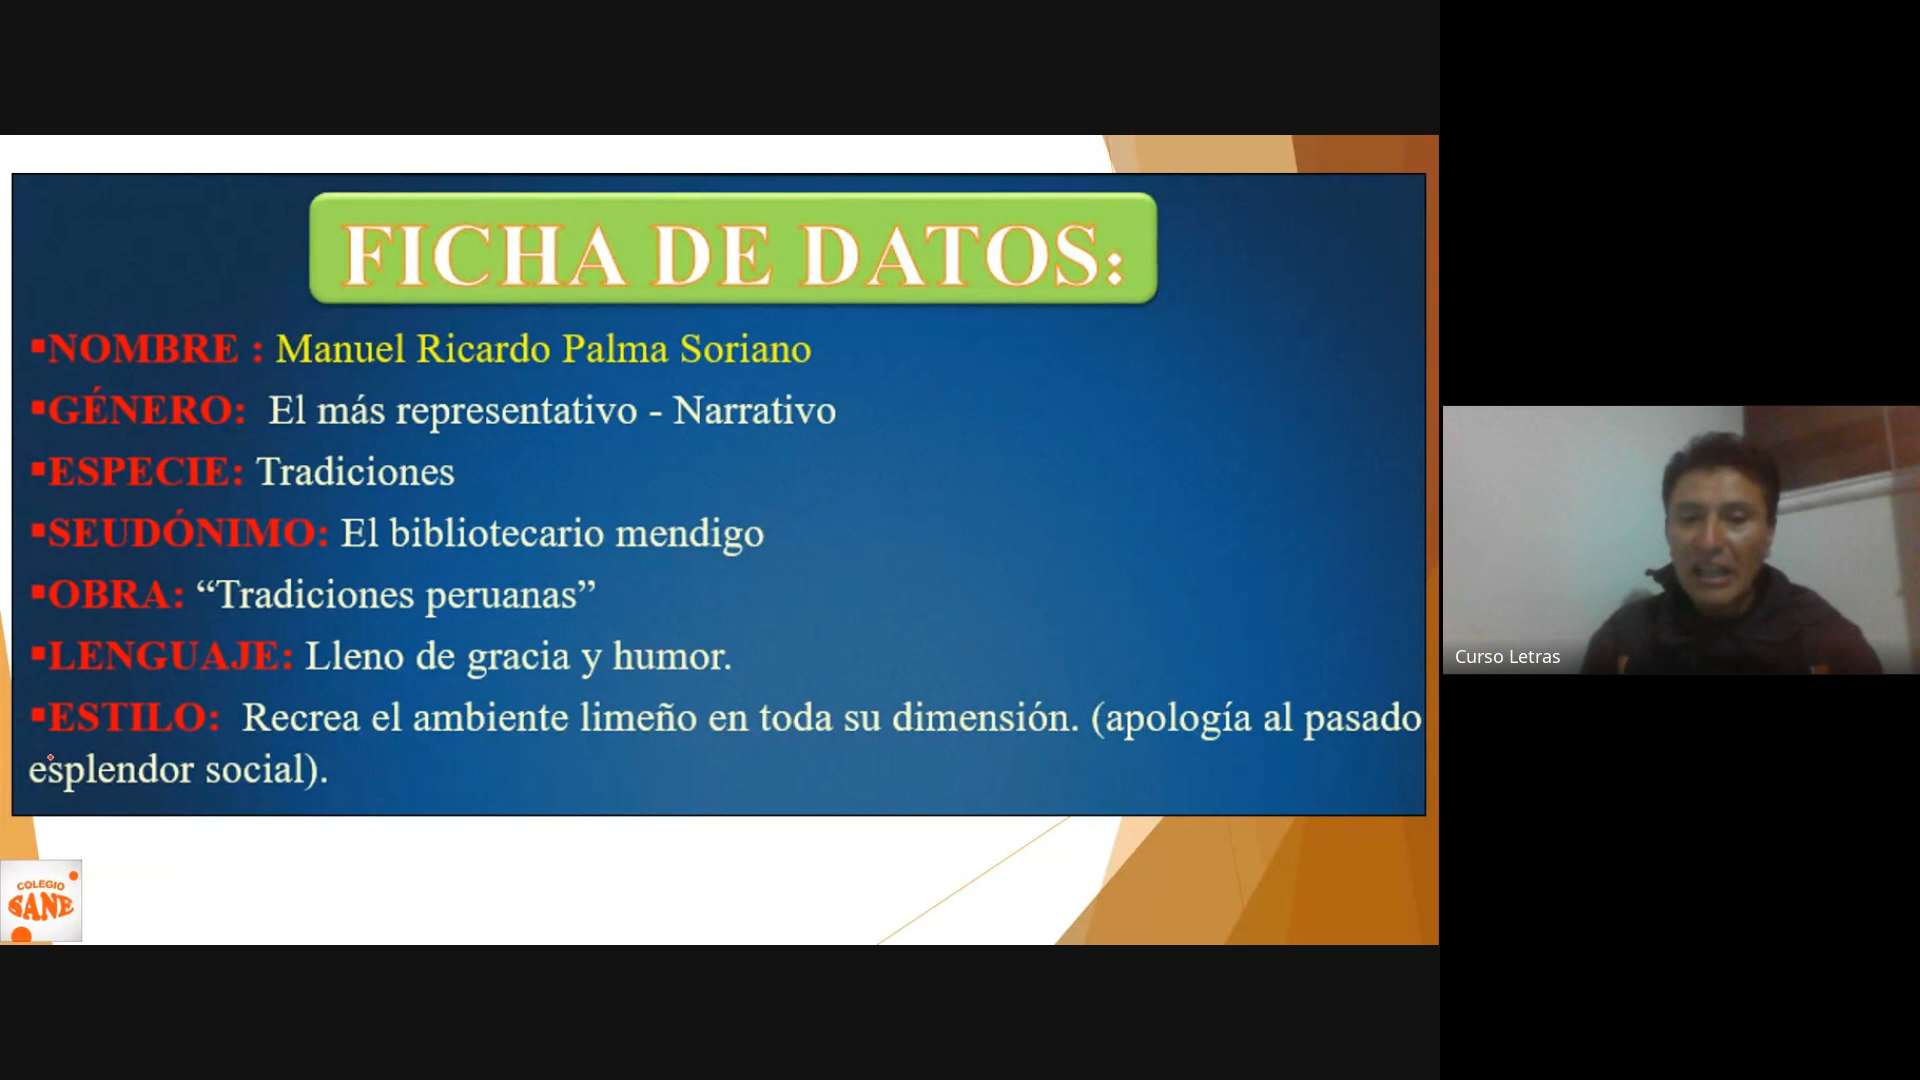 FICHA DE DATOS:
▪NOMBRE : Manuel Ricardo Palma Soriano
▪GÉNERO: El más representativo - Narrativo
▪ESPECIE: Tradiciones
▪SEUDÓNIMO: El bibliotecario mendigo
▪OBRA: “Tradiciones peruanas”
▪LENGUAJE: Lleno de gracia y humor.
▪ESTILO: Recrea el ambiente limeño en toda su dimensión. (apología al pasado
esplendor social).
COLEGIO
SANE
Curso Letras